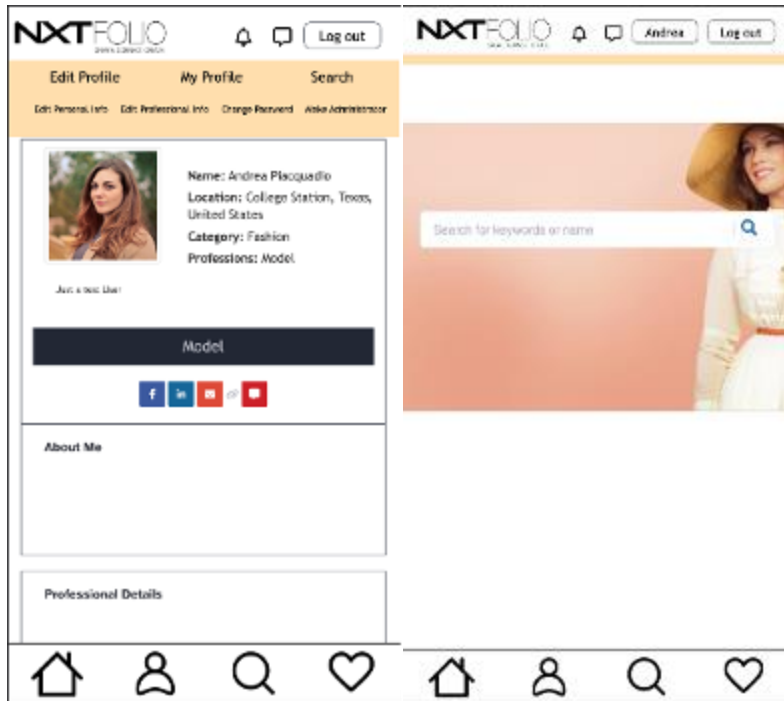 NXTFOLIO
Log out
Edit Profile My Profile Search
Edit Personal Info Edit Professional Info Change Password Make Administrator
Name: Andrea Piacquadio
Location: College Station, Texas,
United States
Category: Fashion
Professions: Model
Just a test User
Model
f in
About Me
Professional Details
NXTFOLIO
Andrea Log out
Search for keywords or name